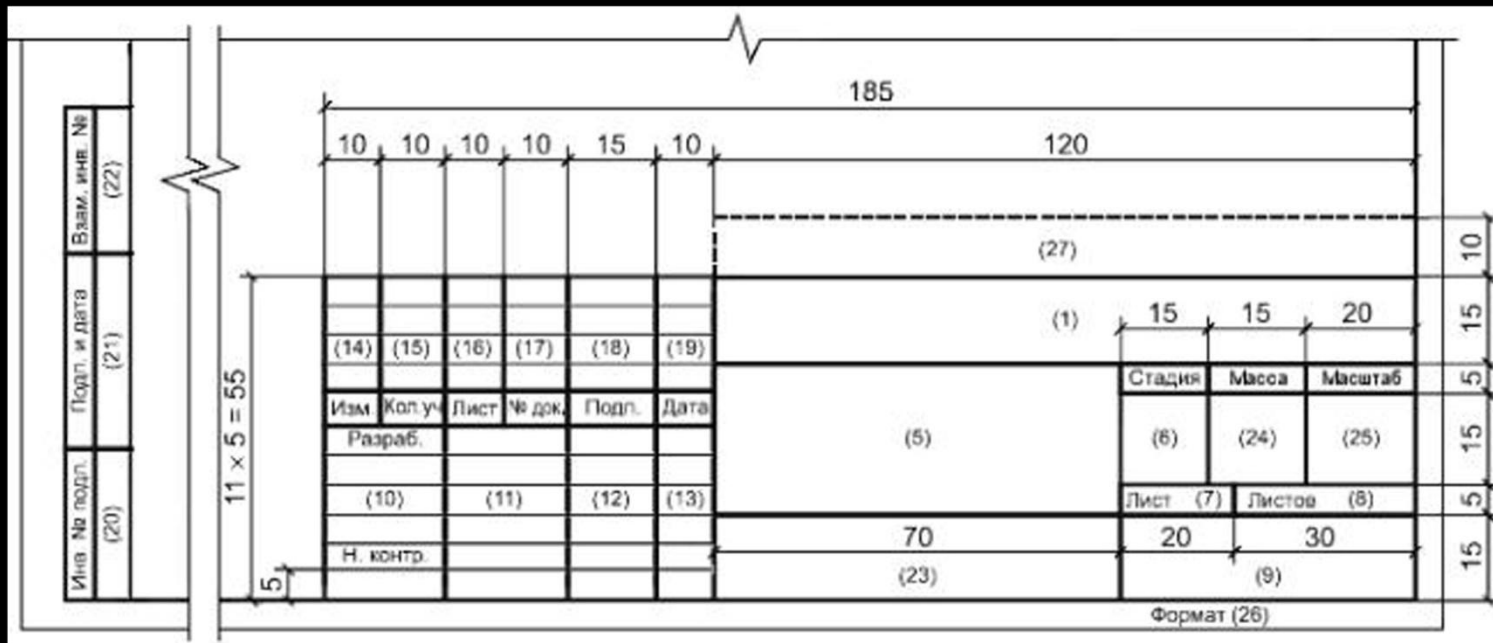 185
10 10 10 10 15 10 120
(27) 10
(1) 15 15 20 15
(14) (15) (16) (17) (18) (19)
Стадия Масса Масштаб 5
Изм. Кол.уч Лист № док. Подп. Дата
Разраб.
(5) (6) (24) (25) 15
(10) (11) (12) (13)
Лист (7) Листов (8) 5
70 20 30
Н. контр.
(23) (9) 15
5
11 × 5 = 55
Формат (26)
Взам. инв. №
(22)
Подп. и дата
(21)
Инв № подл.
(20)